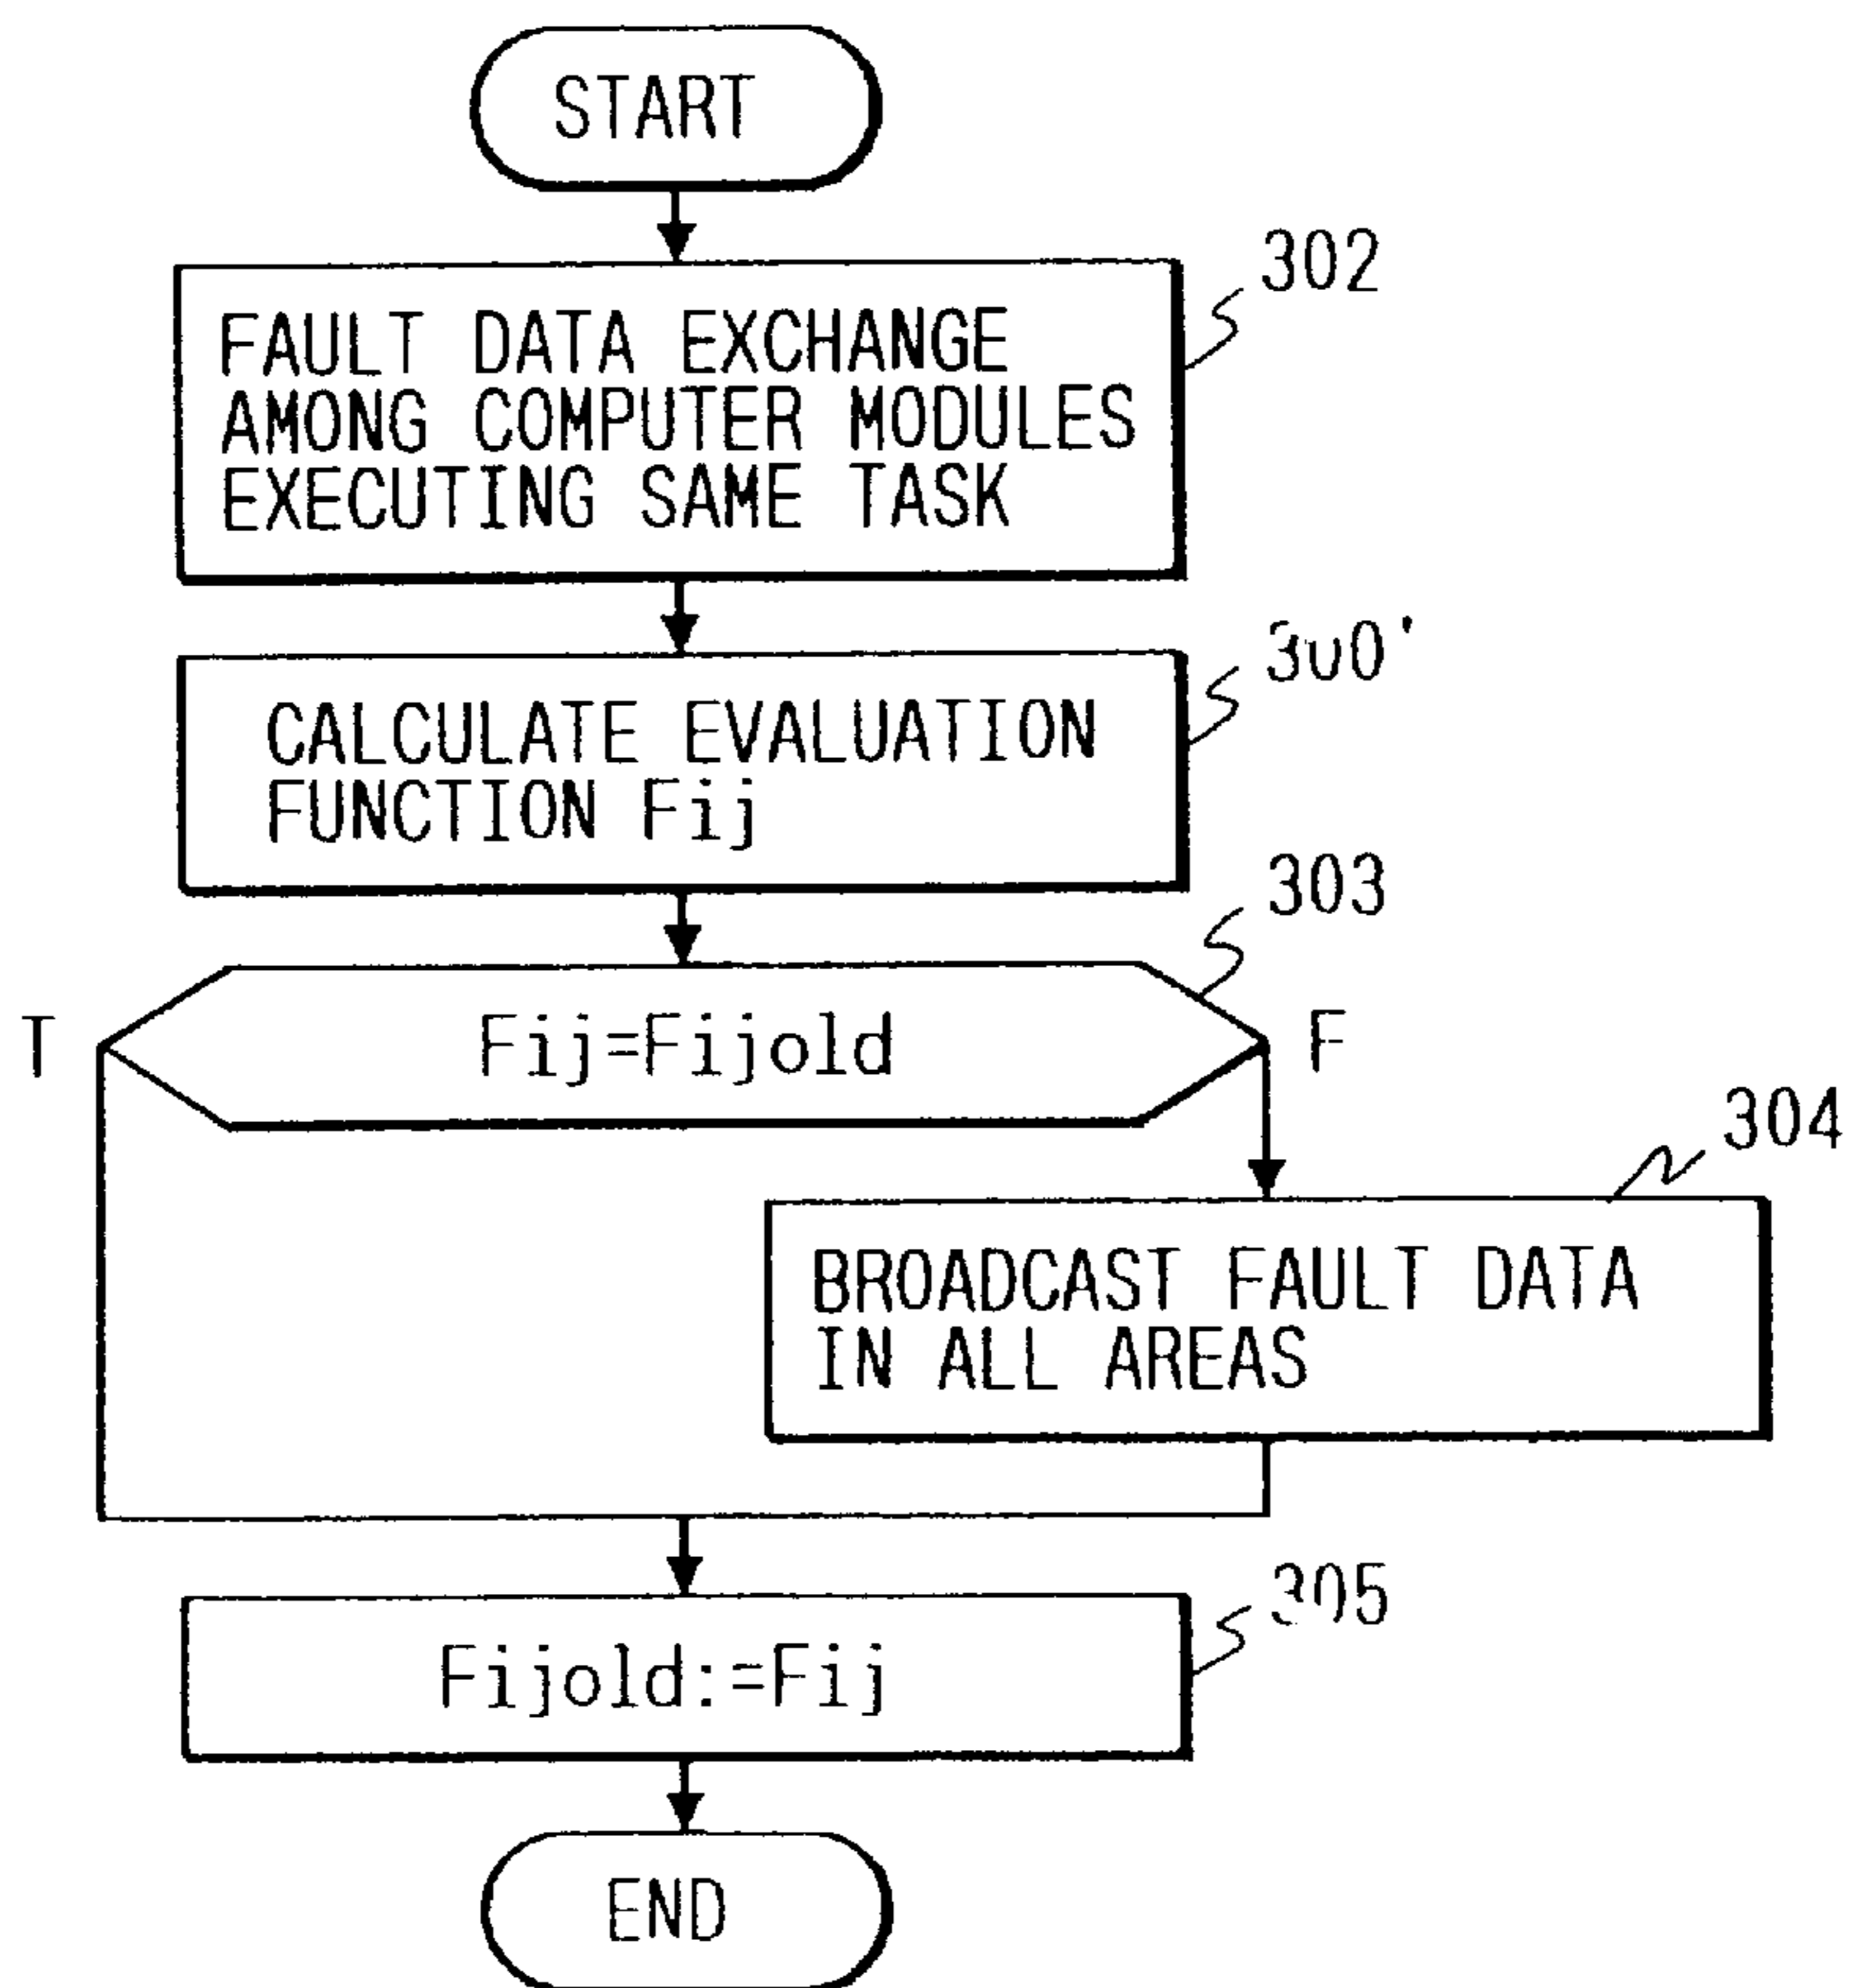 START
302
FAULT DATA EXCHANGE
AMONG COMPUTER MODULES
EXECUTING SAME TASK
300'
CALCULATE EVALUATION
FUNCTION Fij
303
T
Fij=Fijold
F
304
BROADCAST FAULT DATA
IN ALL AREAS
305
Fijold:=Fij
END